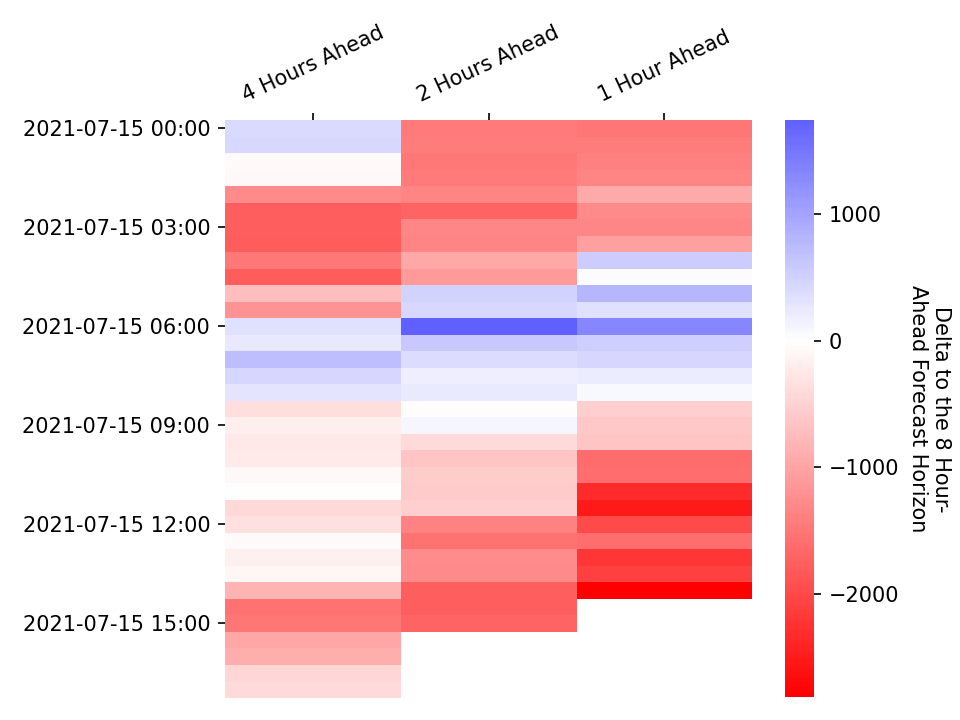 4 Hours Ahead
2 Hours Ahead
1 Hour Ahead
2021-07-15 00:00
2021-07-15 03:00
2021-07-15 06:00
2021-07-15 09:00
2021-07-15 12:00
2021-07-15 15:00
1000
0
−1000
−2000
Delta to the 8 Hour-
Ahead Forecast Horizon